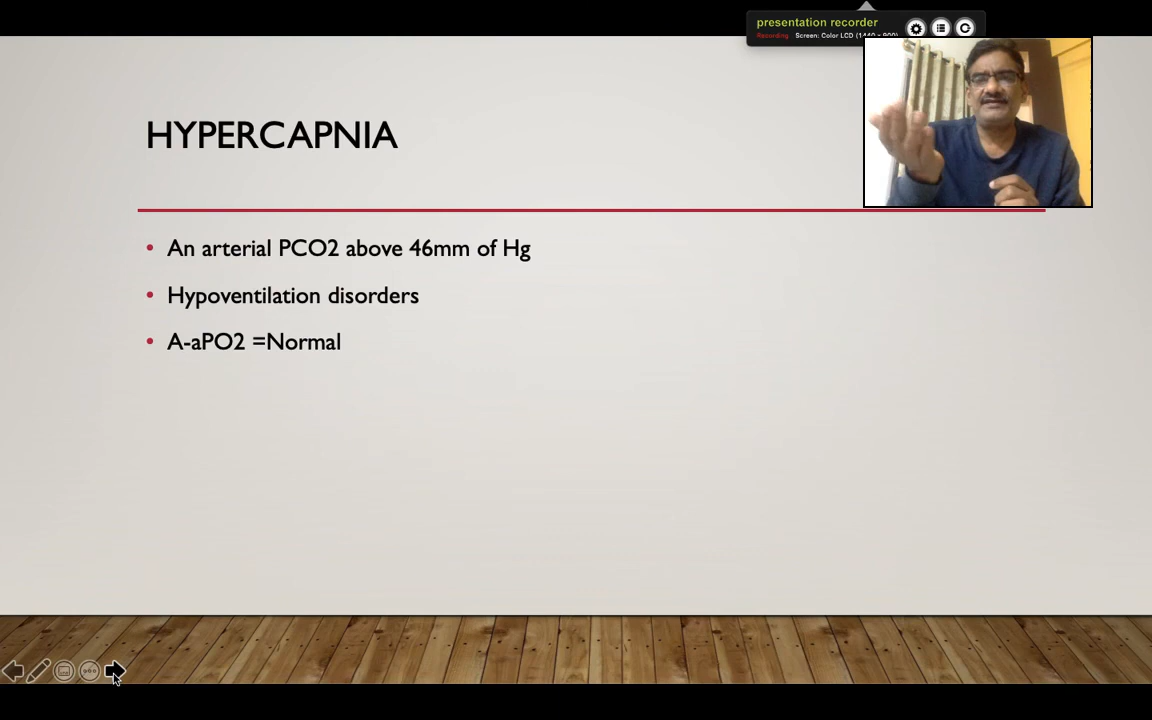 presentation recorder
Recording Screen: Color LCD (1440 x 900)
HYPERCAPNIA
An arterial PCO2 above 46mm of Hg
Hypoventilation disorders
A-aPO2 =Normal